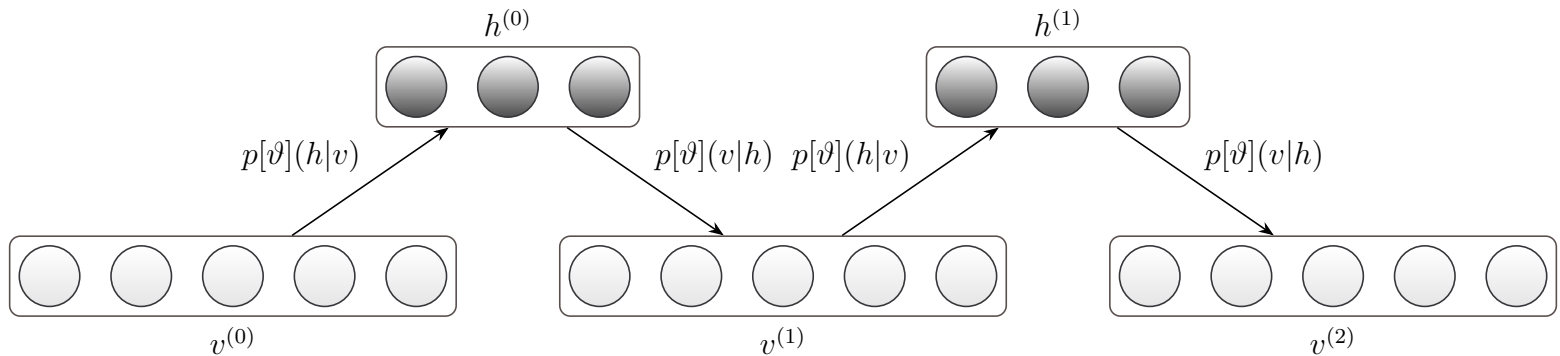 h^(0) h^(1)
p[ϑ](h|v) p[ϑ](v|h) p[ϑ](h|v) p[ϑ](v|h)
v^(0) v^(1) v^(2)